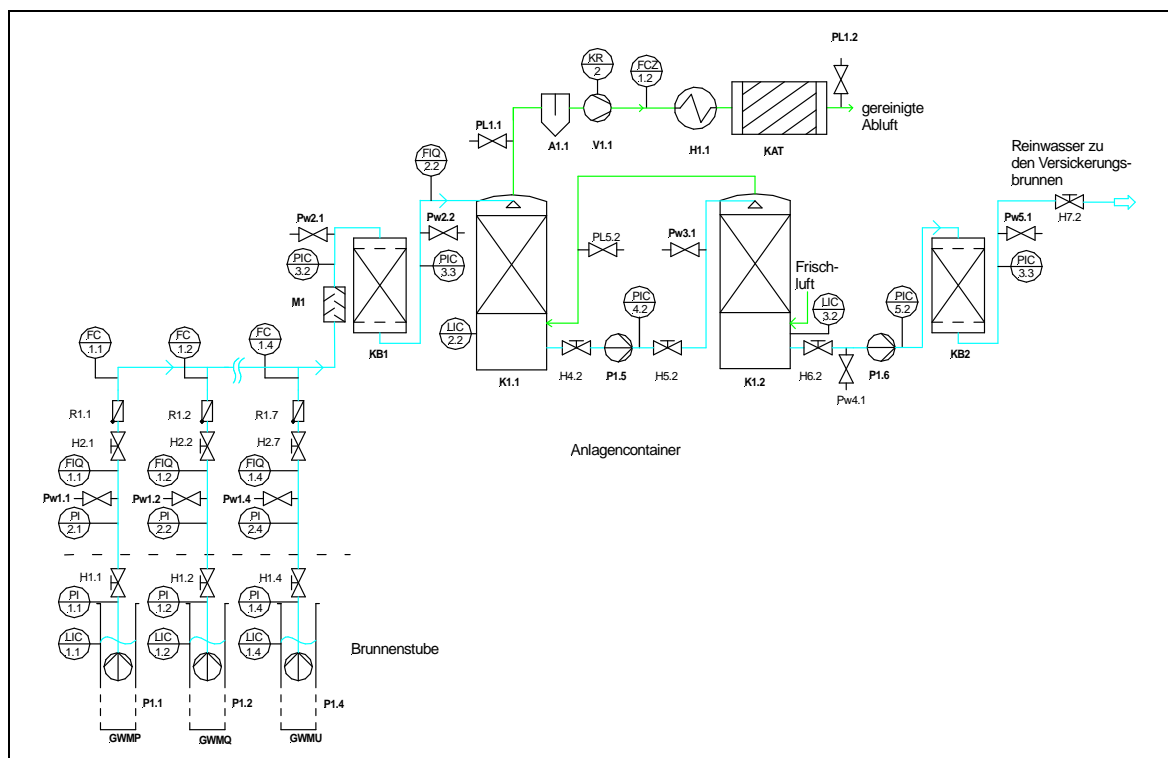 PL1.2
KR
2
FCZ
1.2
gereinigte
Abluft
PL1.1
A1.1
V1.1
H1.1
KAT
FIQ
2.2
Reinwasser zu
den Versickerungs-
brunnen
Pw2.1
Pw2.2
PIC
3.2
PIC
3.3
M1
KB1
PL5.2
Pw3.1
Frisch-
luft
LIC
2.2
PIC
4.2
LIC
3.2
PIC
5.2
Pw5.1
H7.2
PIC
3.3
K1.1
H4.2
P1.5
H5.2
K1.2
H6.2
Pw4.1
P1.6
KB2
FC
1.1
FC
1.2
FC
1.4
R1.1
R1.2
R1.7
H2.1
H2.2
H2.7
Anlagencontainer
FIQ
1.1
FIQ
1.2
FIQ
1.4
Pw1.1
Pw1.2
Pw1.4
PI
2.1
PI
2.2
PI
2.4
H1.1
H1.2
H1.4
PI
1.1
PI
1.2
PI
1.4
LIC
1.1
LIC
1.2
LIC
1.4
Brunnenstube
P1.1
P1.2
P1.4
GWMP
GWMQ
GWMU